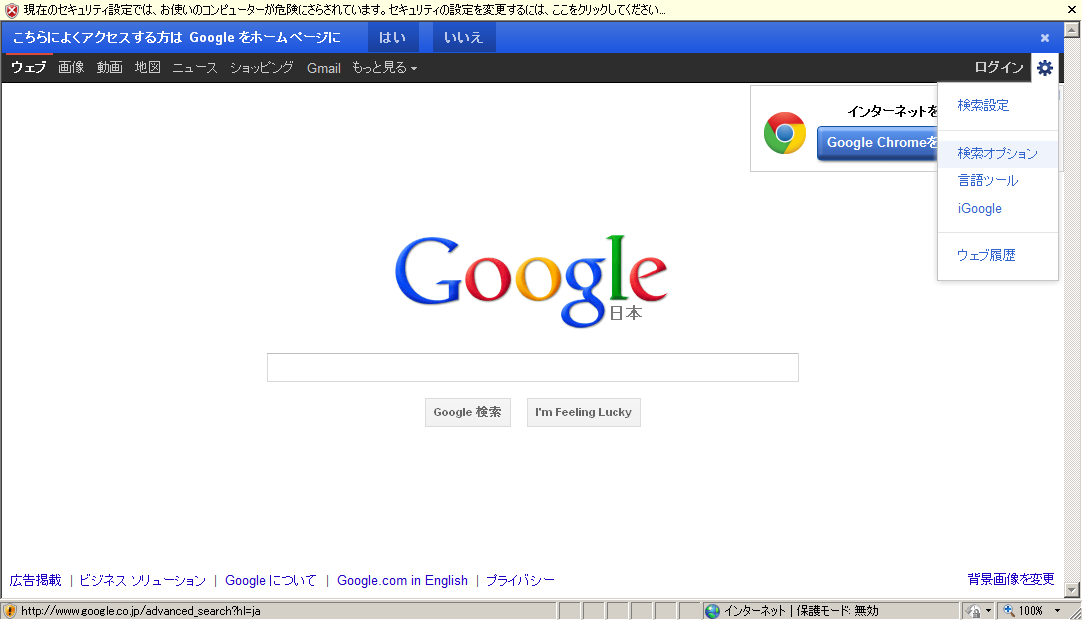 現在のセキュリティ設定では、お使いのコンピューターが危険にさらされています。セキュリティの設定を変更するには、ここをクリックしてください...
こちらによくアクセスする方は Google をホームページに はい いいえ
ウェブ 画像 動画 地図 ニュース ショッピング Gmail もっと見る ログイン
検索設定
インターネットを
Google Chromeを
検索オプション
言語ツール
iGoogle
ウェブ履歴
Google
日本
Google 検索 I'm Feeling Lucky
広告掲載 | ビジネス ソリューション | Google について | Google.com in English | プライバシー 背景画像を変更
http://www.google.co.jp/advanced_search?hl=ja インターネット | 保護モード: 無効 100%